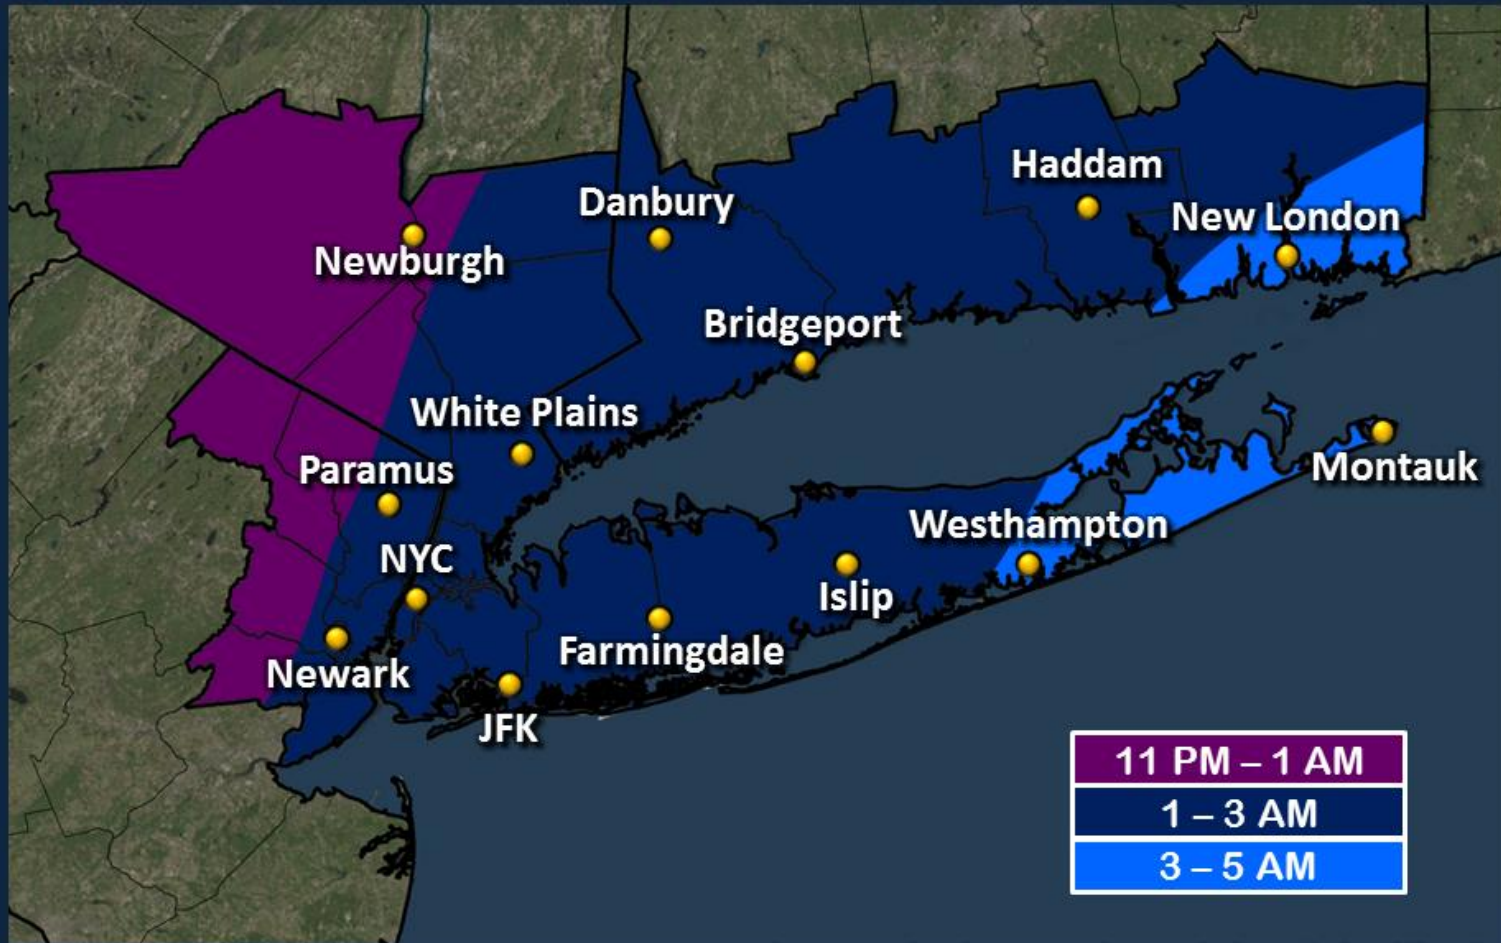 Haddam
Danbury
New London
Newburgh
Bridgeport
White Plains
Paramus
Montauk
Westhampton
NYC
Islip
Farmingdale
Newark
JFK
11 PM – 1 AM
1 – 3 AM
3 – 5 AM